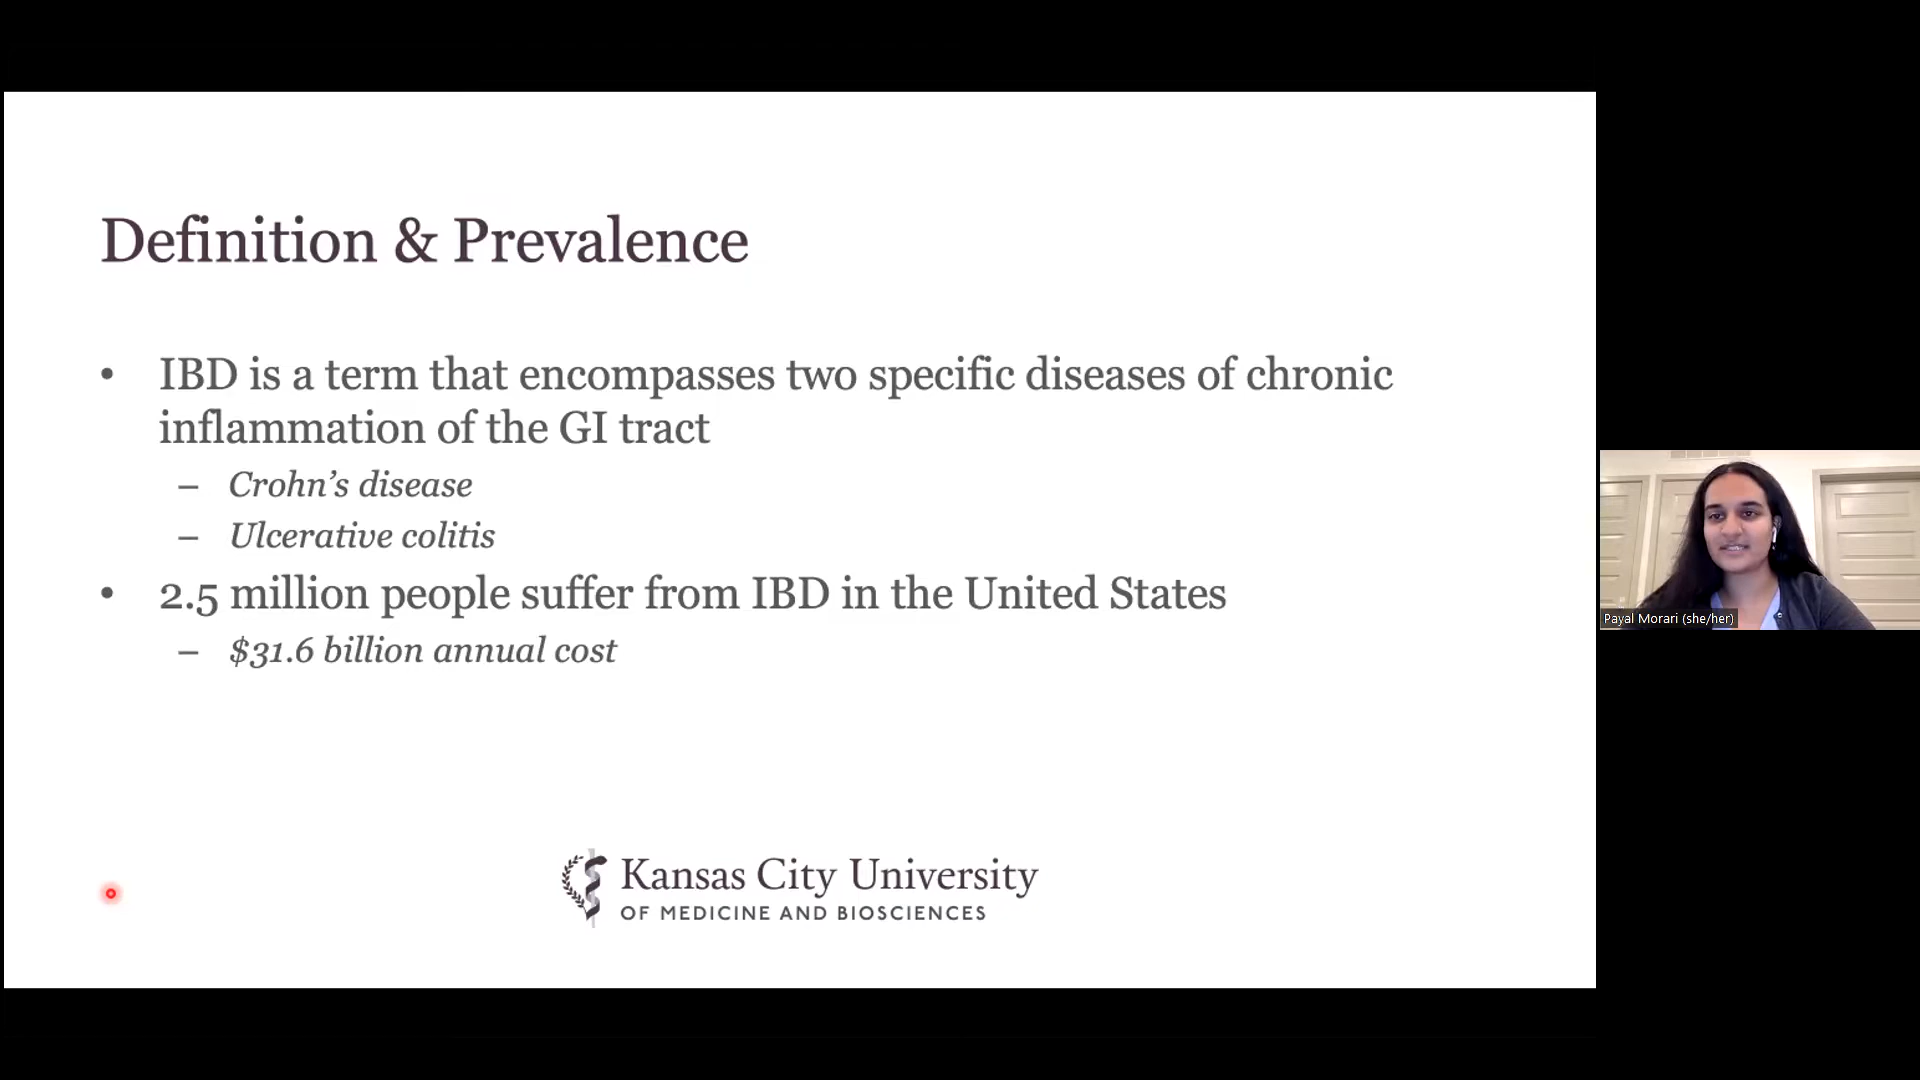 Definition & Prevalence
• IBD is a term that encompasses two specific diseases of chronic
inflammation of the GI tract
– Crohn’s disease
– Ulcerative colitis
• 2.5 million people suffer from IBD in the United States
– $31.6 billion annual cost
Kansas City University
OF MEDICINE AND BIOSCIENCES
Payal Morari (she/her)